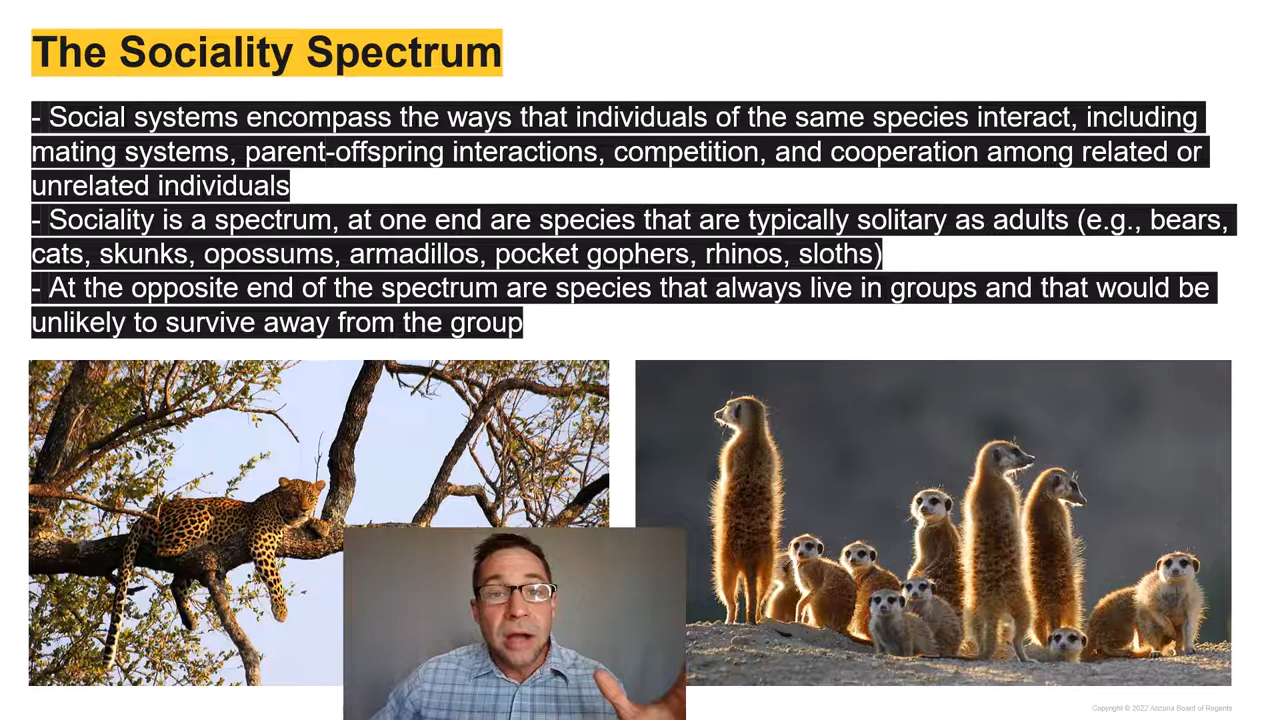 The Sociality Spectrum
- Social systems encompass the ways that individuals of the same species interact, including
mating systems, parent-offspring interactions, competition, and cooperation among related or
unrelated individuals
- Sociality is a spectrum, at one end are species that are typically solitary as adults (e.g., bears,
cats, skunks, opossums, armadillos, pocket gophers, rhinos, sloths)
- At the opposite end of the spectrum are species that always live in groups and that would be
unlikely to survive away from the group
Copyright © 2022 Arizona Board of Regents